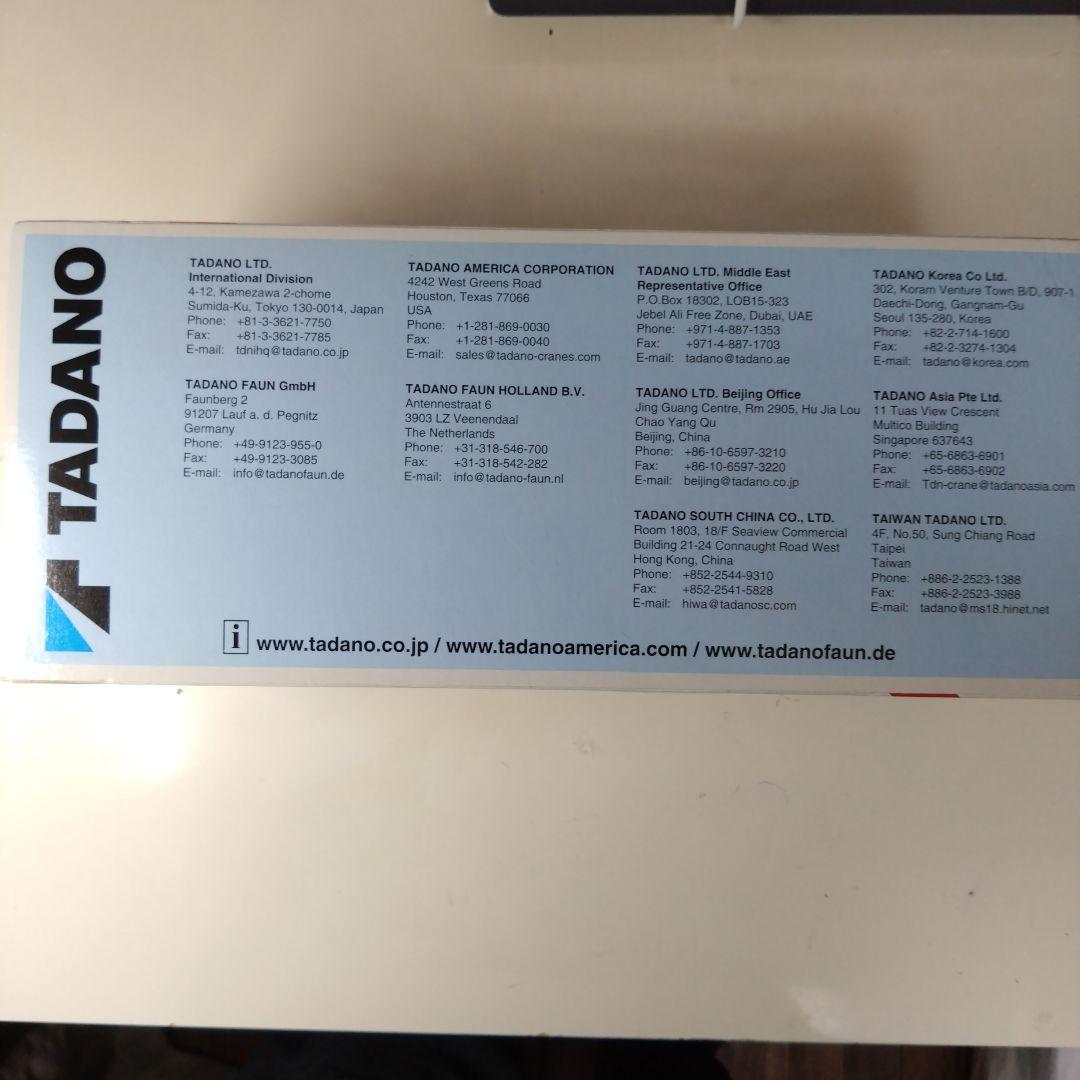 TADANO
TADANO LTD.
International Division
4-12, Kamezawa 2-chome
Sumida-Ku, Tokyo 130-0014, Japan
Phone: +81-3-3621-7750
Fax: +81-3-3621-7785
E-mail: tdnihq@tadano.co.jp
TADANO AMERICA CORPORATION
4242 West Greens Road
Houston, Texas 77066
USA
Phone: +1-281-869-0030
Fax: +1-281-869-0040
E-mail: sales@tadano-cranes.com
TADANO LTD. Middle East
Representative Office
P.O.Box 18302, LOB15-323
Jebel Ali Free Zone, Dubai, UAE
Phone: +971-4-887-1353
Fax: +971-4-887-1703
E-mail: tadano@tadano.ae
TADANO Korea Co Ltd.
302, Koram Venture Town B/D, 907-1
Daechi-Dong, Gangnam-Gu
Seoul 135-280, Korea
Phone: +82-2-714-1600
Fax: +82-2-3274-1304
E-mail: tadano@korea.com
TADANO FAUN GmbH
Faunberg 2
91207 Lauf a. d. Pegnitz
Germany
Phone: +49-9123-955-0
Fax: +49-9123-3085
E-mail: info@tadanofaun.de
TADANO FAUN HOLLAND B.V.
Antennestraat 6
3903 LZ Veenendaal
The Netherlands
Phone: +31-318-546-700
Fax: +31-318-542-282
E-mail: info@tadano-faun.nl
TADANO LTD. Beijing Office
Jing Guang Centre, Rm 2905, Hu Jia Lou
Chao Yang Qu
Beijing, China
Phone: +86-10-6597-3210
Fax: +86-10-6597-3220
E-mail: beijing@tadano.co.jp
TADANO Asia Pte Ltd.
11 Tuas View Crescent
Multico Building
Singapore 637643
Phone: +65-6863-6901
Fax: +65-6863-6902
E-mail: Tdn-crane@tadanoasia.com
TADANO SOUTH CHINA CO., LTD.
Room 1803, 18/F Seaview Commercial
Building 21-24 Connaught Road West
Hong Kong, China
Phone: +852-2544-9310
Fax: +852-2541-5828
E-mail: hiwa@tadanosc.com
TAIWAN TADANO LTD.
4F, No.50, Sung Chiang Road
Taipei
Taiwan
Phone: +886-2-2523-1388
Fax: +886-2-2523-3988
E-mail: tadano@ms18.hinet.net
i www.tadano.co.jp / www.tadanoamerica.com / www.tadanofaun.de